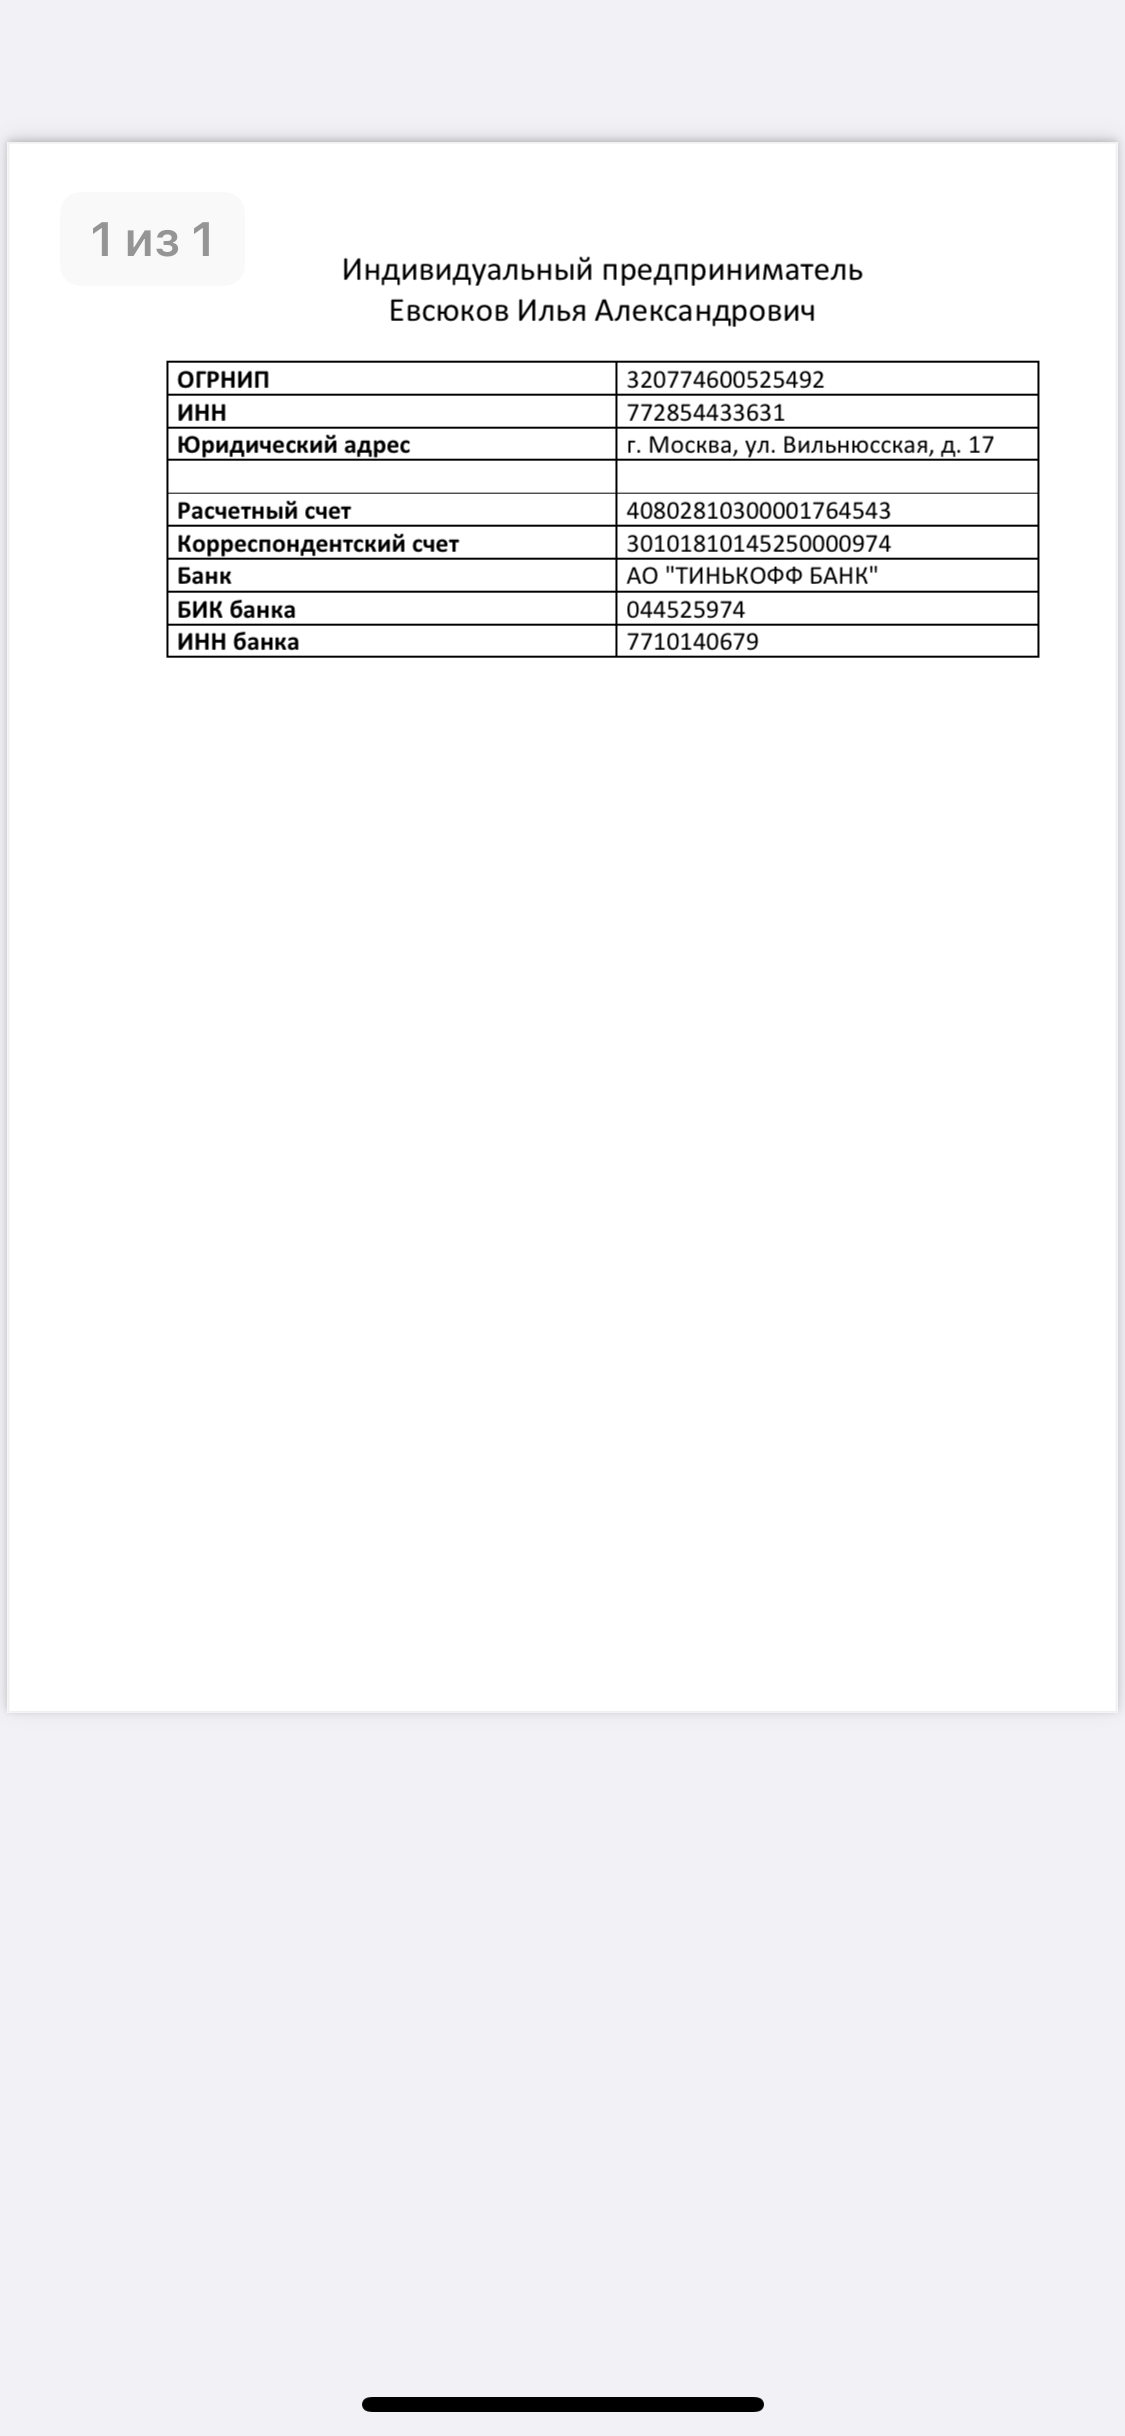 1 из 1
Индивидуальный предприниматель
Евсюков Илья Александрович
ОГРНИП 320774600525492
ИНН 772854433631
Юридический адрес г. Москва, ул. Вильнюсская, д. 17
Расчетный счет 40802810300001764543
Корреспондентский счет 30101810145250000974
Банк АО "ТИНЬКОФФ БАНК"
БИК банка 044525974
ИНН банка 7710140679